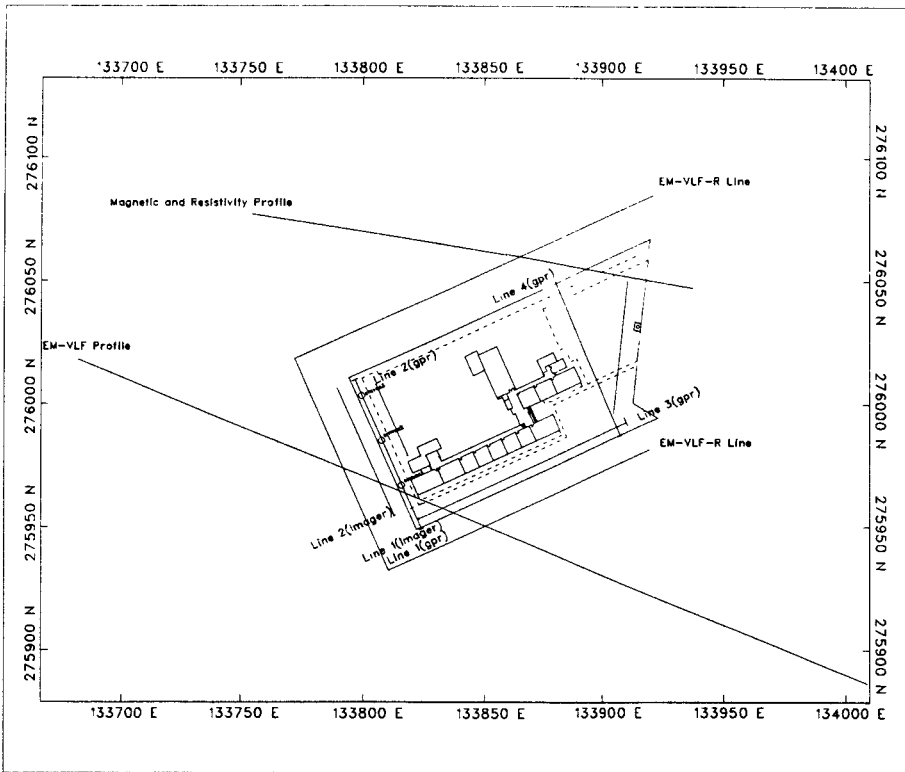 133700 E 133750 E 133800 E 133850 E 133900 E 133950 E 13400 E
276100 N
276100 N
EM-VLF-R Line
Magnetic and Resistivity Profile
276050 N
276050 N
Line 4(gpr)
EM-VLF Profile
Line 2(gpr)
276000 N
276000 N
Line 3(gpr)
EM-VLF-R Line
Line 2(imager)
Line 1(imager)
Line 1(gpr)
275950 N
275950 N
275900 N
275900 N
133700 E 133750 E 133800 E 133850 E 133900 E 133950 E 134000 E